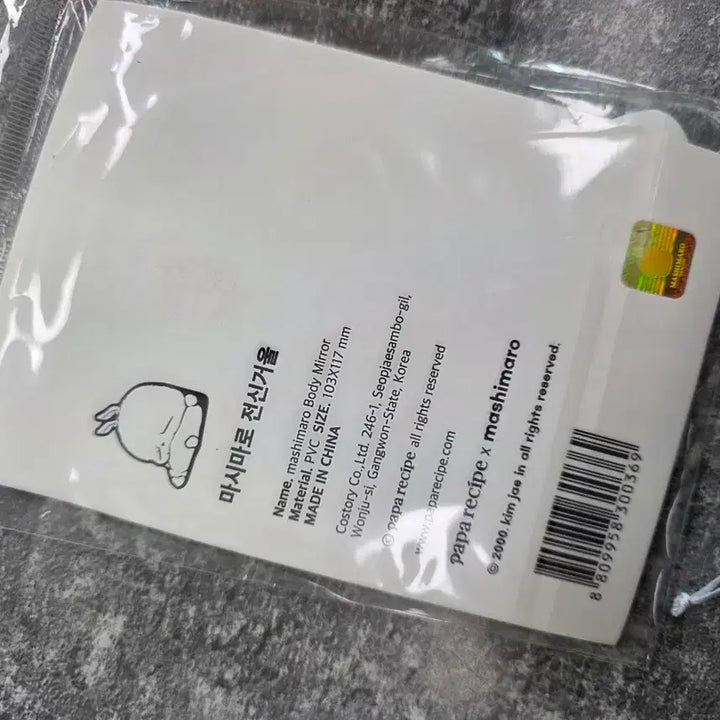 마시마로 전신거울
Name. mashimaro Body Mirror
Material. PVC SIZE. 103X117 mm
MADE IN CHINA
Costory Co.,Ltd. 246-1, Seopjaesambo-gil,
Wonju-si, Gangwon-State, Korea
© papa recipe all rights reserved
www.paparecipe.com
papa recipe x mashimaro
© 2000. kim jae in all rights reserved.
8 809958 300369
MASHIMARO